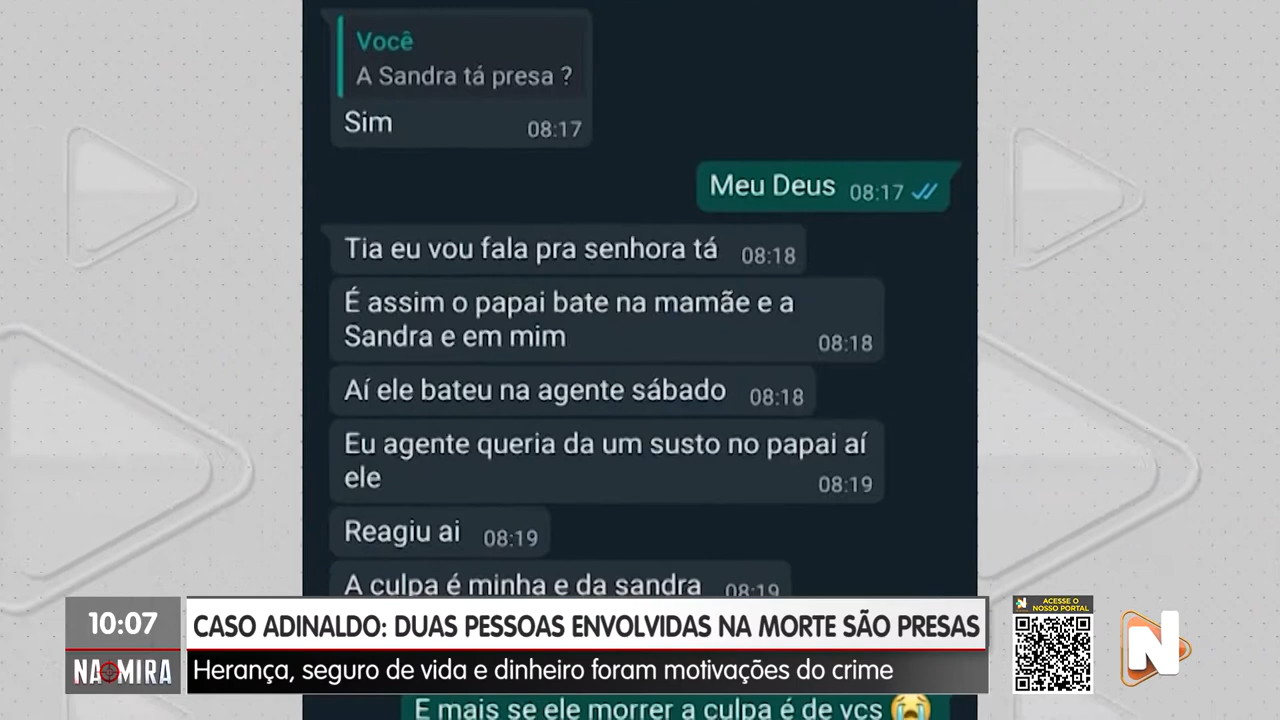 Você
A Sandra tá presa ?
Sim 08:17
Meu Deus 08:17
Tia eu vou fala pra senhora tá 08:18
É assim o papai bate na mamãe e a
Sandra e em mim 08:18
Aí ele bateu na agente sábado 08:18
Eu agente queria da um susto no papai aí
ele 08:19
Reagiu ai 08:19
A culpa é minha e da sandra 08:19
10:07
CASO ADINALDO: DUAS PESSOAS ENVOLVIDAS NA MORTE SÃO PRESAS
NA MIRA
Herança, seguro de vida e dinheiro foram motivações do crime
ACESSE O
NOSSO PORTAL
N
E mais se ele morrer a culpa é de vcs 😭